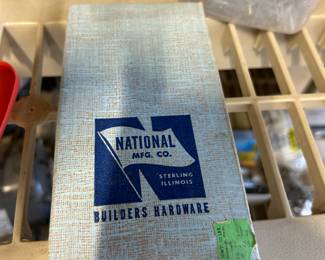 NATIONAL
MFG. CO.
STERLING
ILLINOIS
BUILDERS HARDWARE